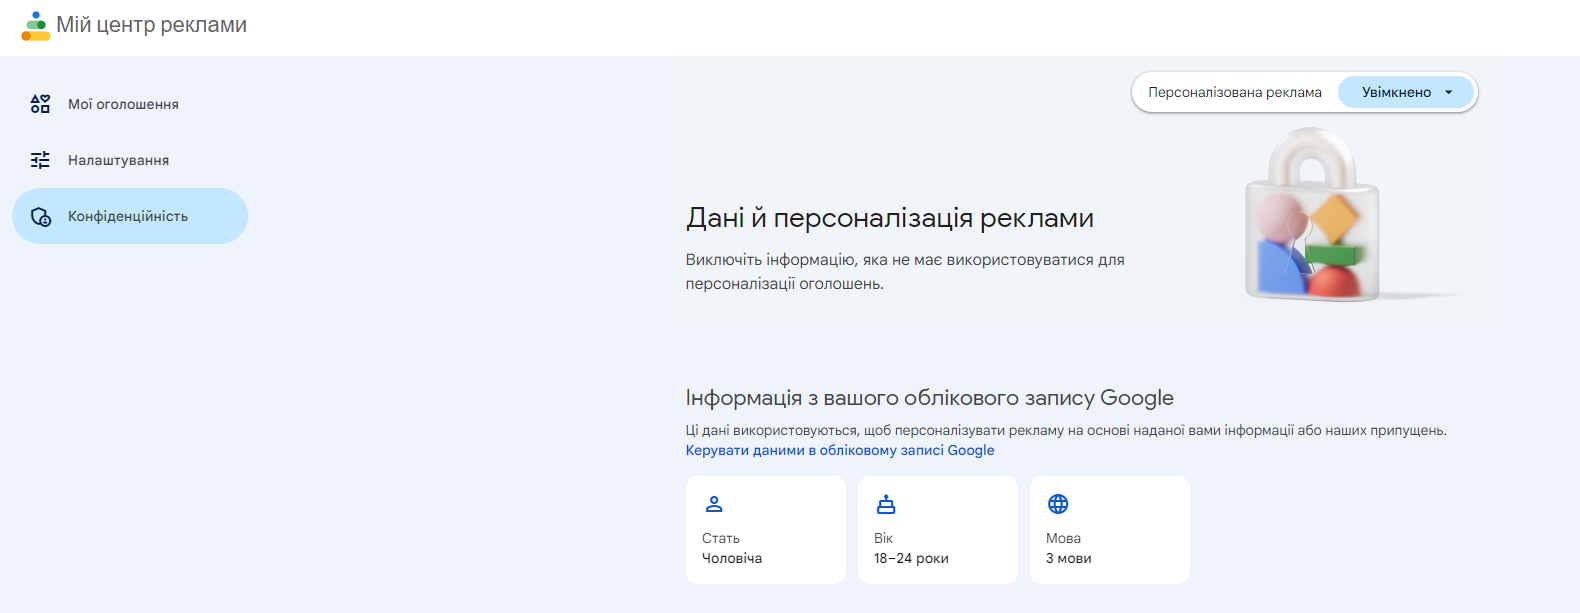 Мій центр реклами
Мої оголошення
Налаштування
Конфіденційність
Персоналізована реклама
Увімкнено
Дані й персоналізація реклами
Виключіть інформацію, яка не має використовуватися для
персоналізації оголошень.
Інформація з вашого облікового запису Google
Ці дані використовуються, щоб персоналізувати рекламу на основі наданої вами інформації або наших припущень.
Керувати даними в обліковому записі Google
Стать
Чоловіча
Вік
18–24 роки
Мова
3 мови